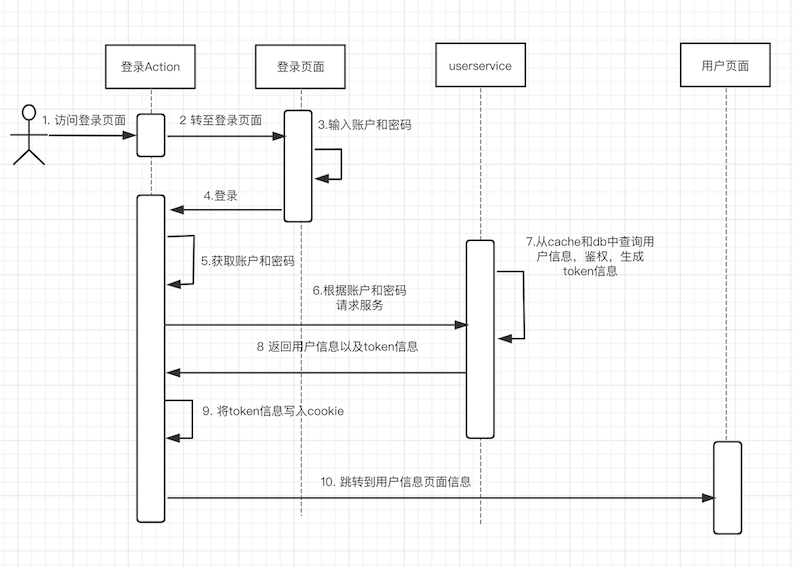 登录Action
登录页面
userservice
用户页面
1. 访问登录页面
2 转至登录页面
3.输入账户和密码
4.登录
5.获取账户和密码
6.根据账户和密码
请求服务
7.从cache和db中查询用
户信息，鉴权，生成
token信息
8 返回用户信息以及token信息
9. 将token信息写入cookie
10. 跳转到用户信息页面信息